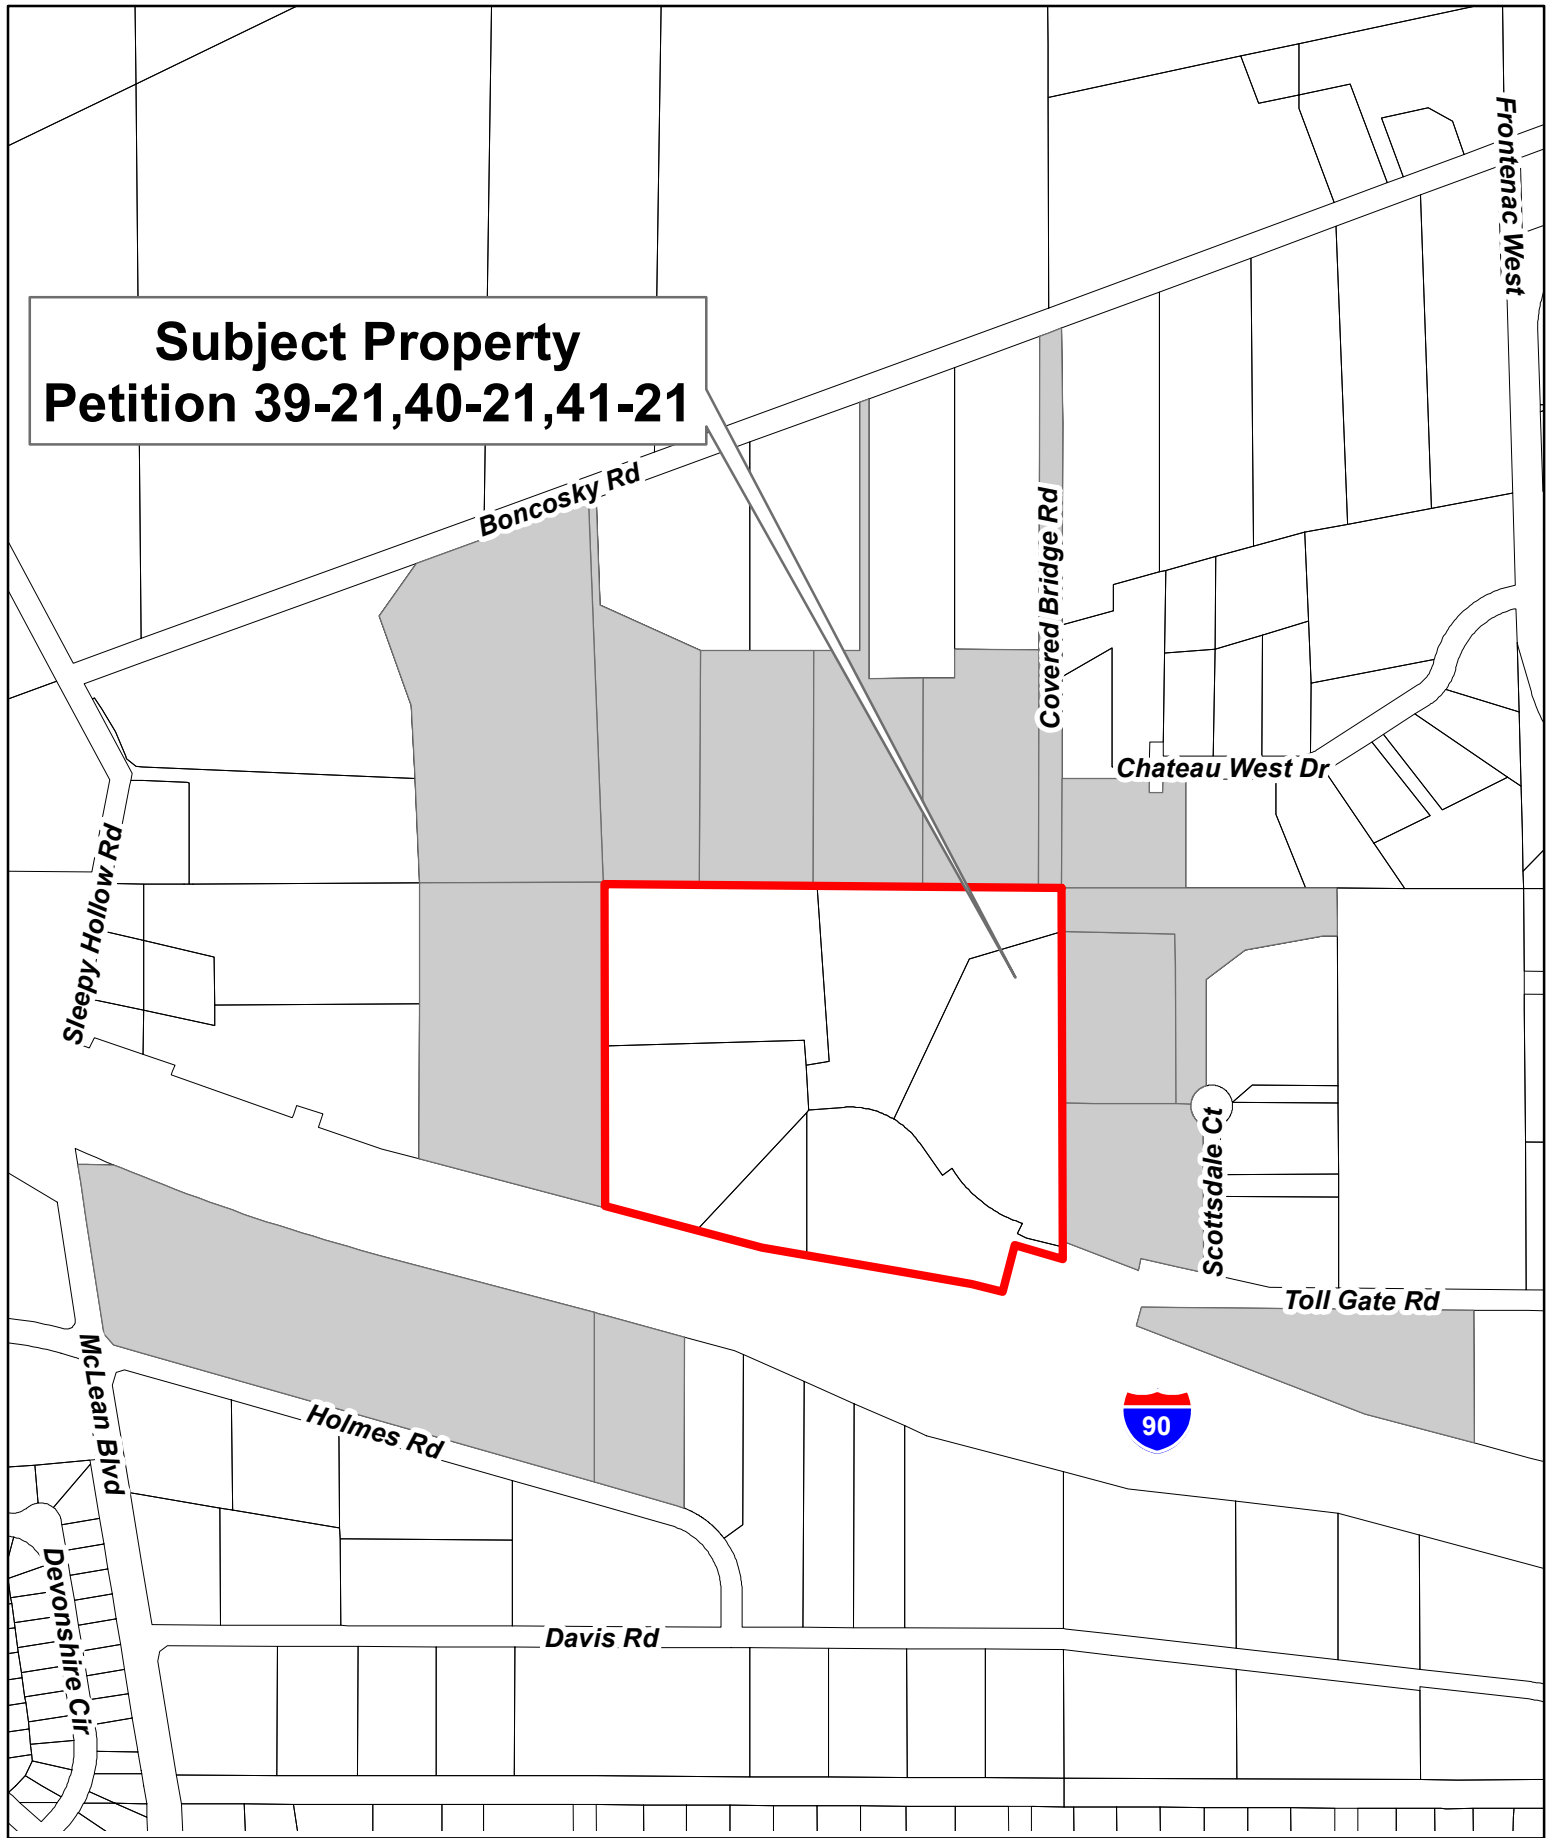 Frontenac West
Subject Property
Petition 39-21,40-21,41-21
Boncosky Rd
Covered Bridge Rd
Chateau West Dr
Sleepy Hollow Rd
Scottsdale Ct
Toll Gate Rd
McLean Blvd
Holmes Rd
90
Devonshire Cir
Davis Rd